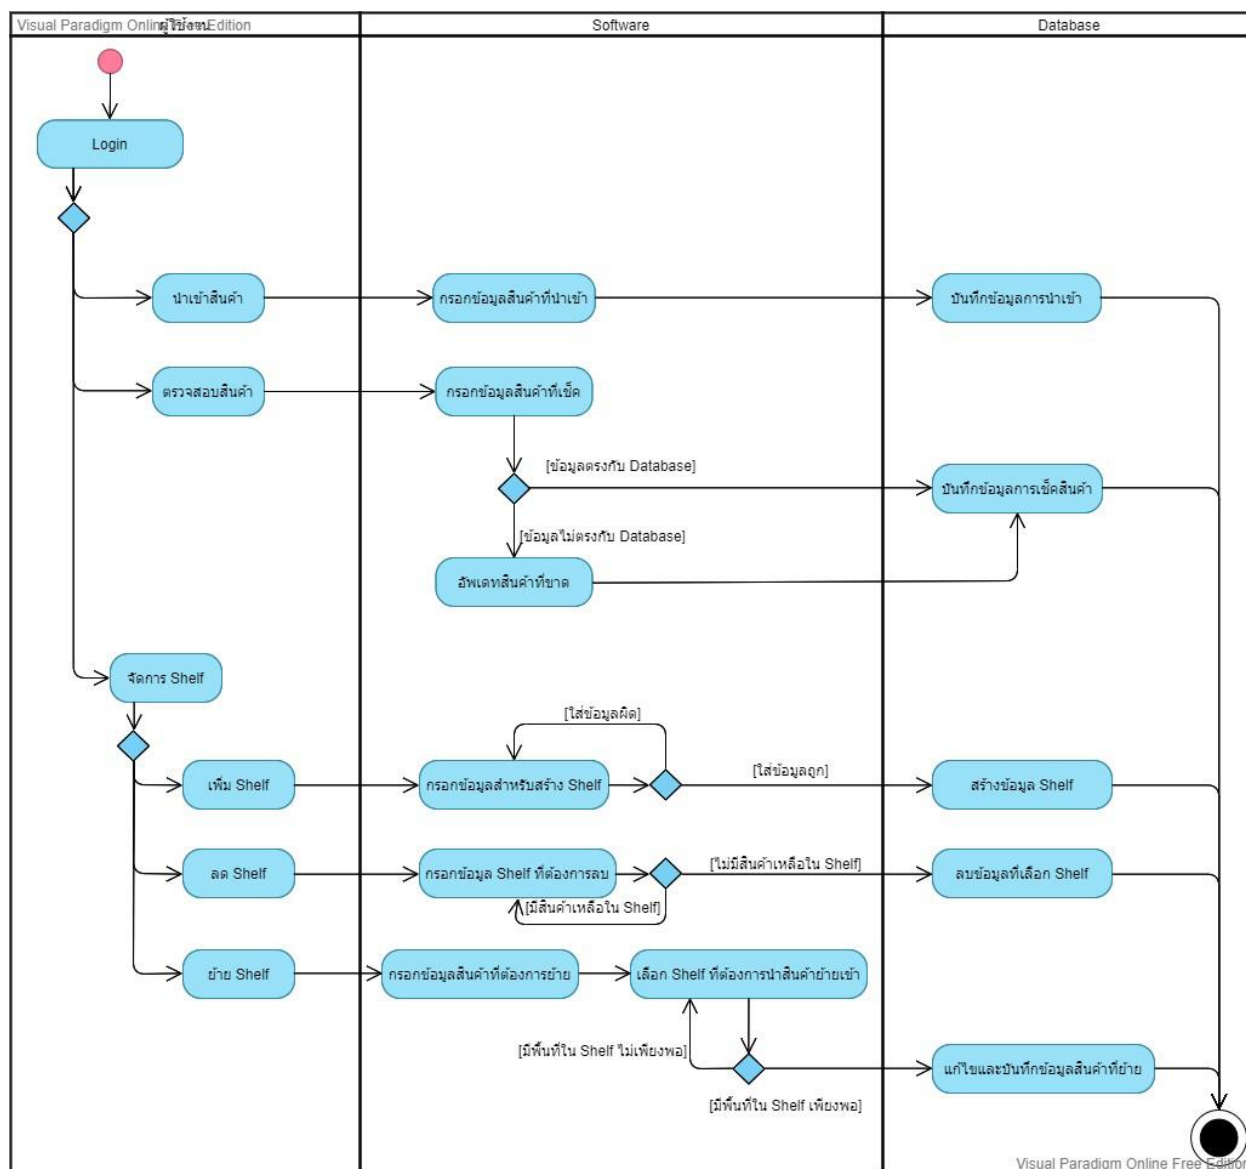 Visual Paradigm Online Free Edition
ผู้ใช้งาน
Software
Database
Login
นำเข้าสินค้า
กรอกข้อมูลสินค้าที่นำเข้า
บันทึกข้อมูลการนำเข้า
ตรวจสอบสินค้า
กรอกข้อมูลสินค้าที่เช็ค
[ข้อมูลตรงกับ Database]
บันทึกข้อมูลการเช็คสินค้า
[ข้อมูลไม่ตรงกับ Database]
อัพเดทสินค้าที่ขาด
จัดการ Shelf
[ใส่ข้อมูลผิด]
[ใส่ข้อมูลถูก]
เพิ่ม Shelf
กรอกข้อมูลสำหรับสร้าง Shelf
สร้างข้อมูล Shelf
[ไม่มีสินค้าเหลือใน Shelf]
ลด Shelf
กรอกข้อมูล Shelf ที่ต้องการลบ
ลบข้อมูลที่เลือก Shelf
[มีสินค้าเหลือใน Shelf]
ย้าย Shelf
กรอกข้อมูลสินค้าที่ต้องการย้าย
เลือก Shelf ที่ต้องการนำสินค้าย้ายเข้า
[มีพื้นที่ใน Shelf ไม่เพียงพอ]
แก้ไขและบันทึกข้อมูลสินค้าที่ย้าย
[มีพื้นที่ใน Shelf เพียงพอ]
Visual Paradigm Online Free Edition